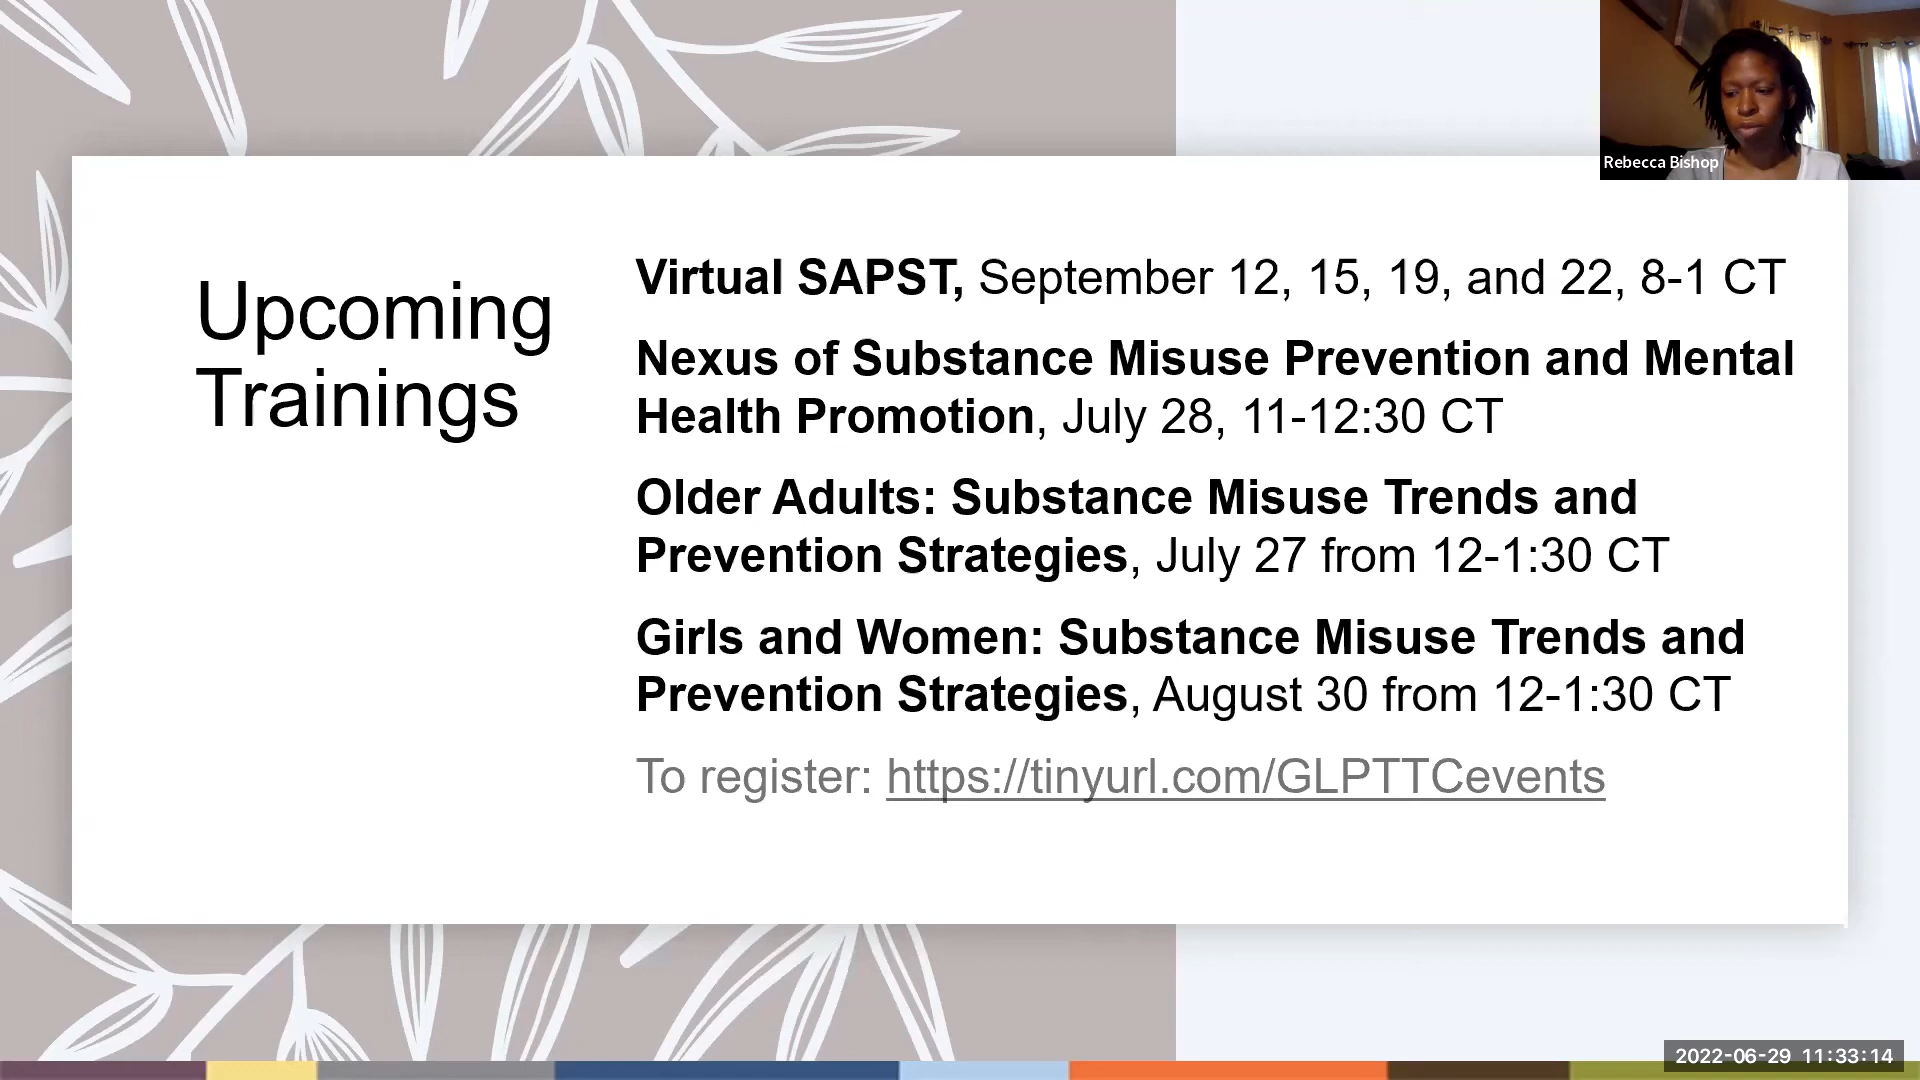 Rebecca Bishop
Upcoming
Trainings
Virtual SAPST, September 12, 15, 19, and 22, 8-1 CT
Nexus of Substance Misuse Prevention and Mental
Health Promotion, July 28, 11-12:30 CT
Older Adults: Substance Misuse Trends and
Prevention Strategies, July 27 from 12-1:30 CT
Girls and Women: Substance Misuse Trends and
Prevention Strategies, August 30 from 12-1:30 CT
To register: https://tinyurl.com/GLPTTCevents
2022-06-29 11:33:14